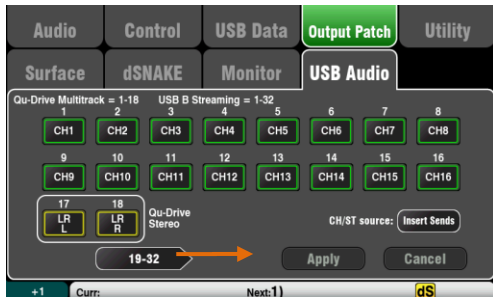 Audio Control USB Data Output Patch Utility
Surface dSNAKE Monitor USB Audio
Qu-Drive Multitrack = 1-18 USB B Streaming = 1-32
1 2 3 4 5 6 7 8
CH1 CH2 CH3 CH4 CH5 CH6 CH7 CH8
9 10 11 12 13 14 15 16
CH9 CH10 CH11 CH12 CH13 CH14 CH15 CH16
17 18
LR L LR R Qu-Drive Stereo CH/ST source: Insert Sends
19-32 Apply Cancel
+1 Curr: Next:1) dS